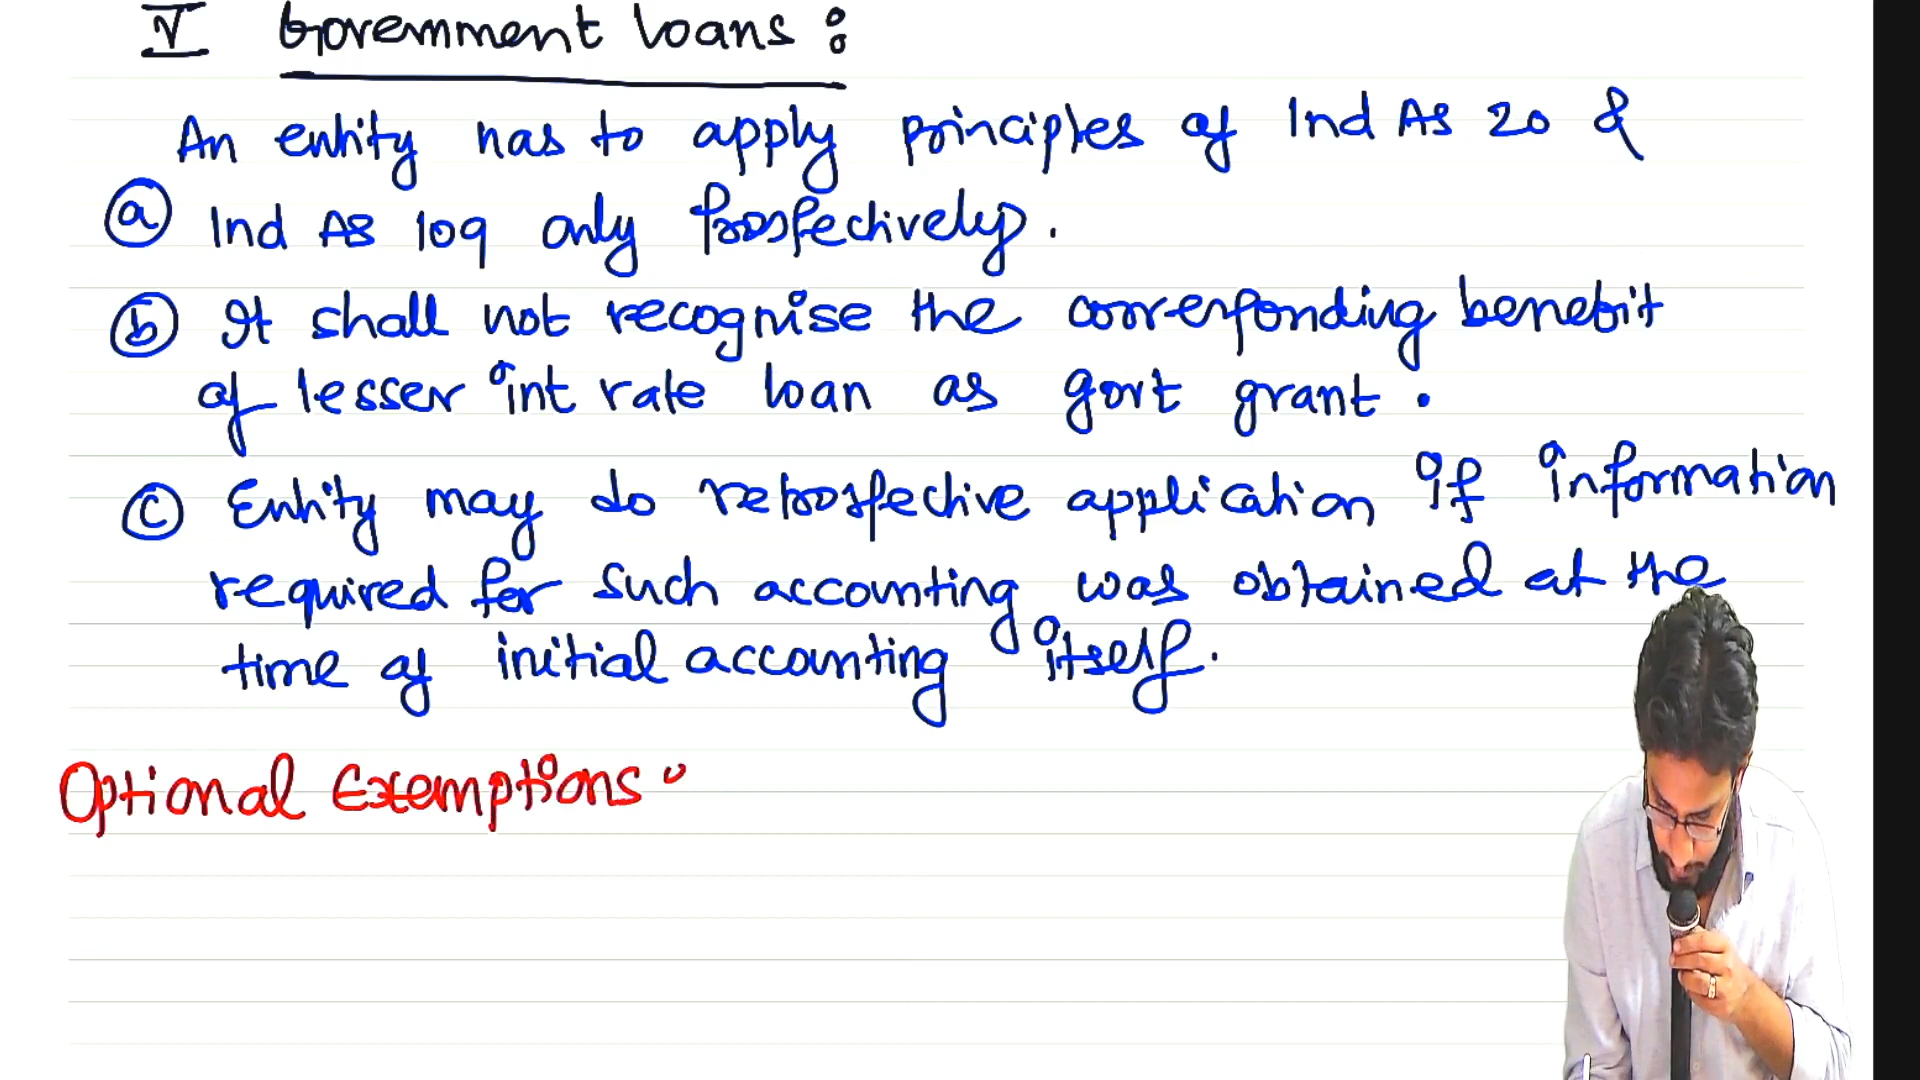 V Government loans :
An entity has to apply principles of Ind AS 20 &
(a) Ind AS 109 only Prospectively.
(b) It shall not recognise the corresponding benefit
of lesser int rate loan as govt grant .
(c) Entity may do retrospective application if information
required for such accounting was obtained at the
time of initial accounting itself.
Optional Exemptions :